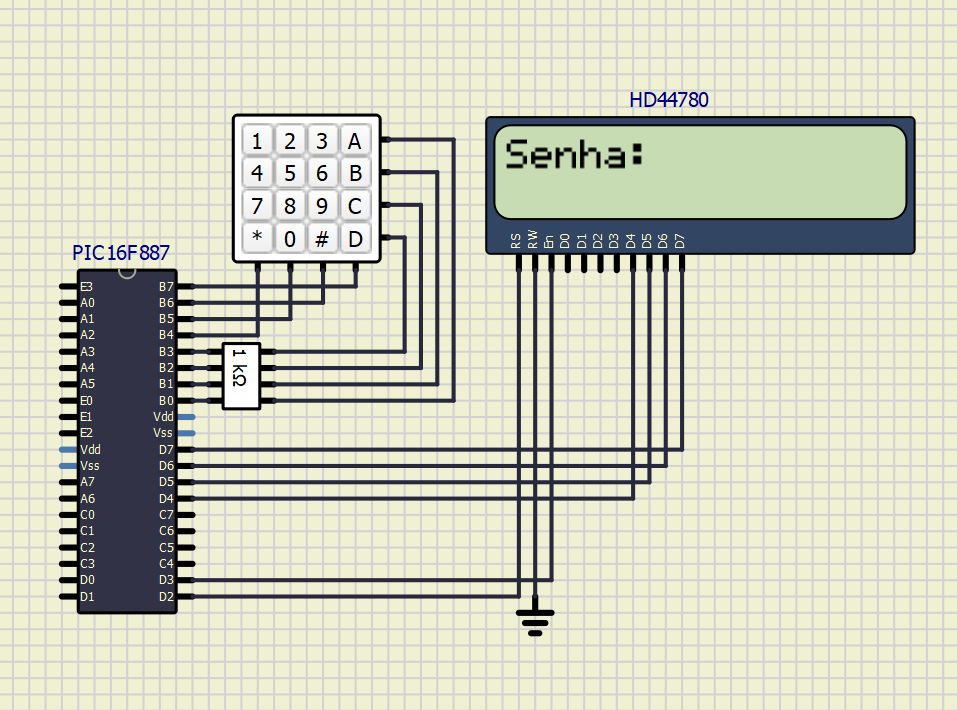 HD44780
1 2 3 A
4 5 6 B
7 8 9 C
* 0 # D
Senha:
RS RW En D0 D1 D2 D3 D4 D5 D6 D7
PIC16F887
E3 B7
A0 B6
A1 B5
A2 B4
A3 B3
A4 B2
A5 B1
E0 B0
E1 Vdd
E2 Vss
Vdd D7
Vss D6
A7 D5
A6 D4
C0 C7
C1 C6
C2 C5
C3 C4
D0 D3
D1 D2
1 kΩ